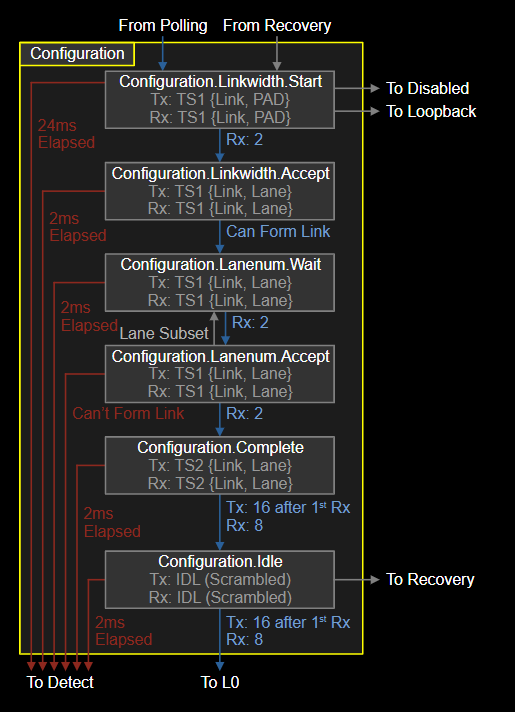 From Polling From Recovery
Configuration
Configuration.Linkwidth.Start
Tx: TS1 {Link, PAD}
Rx: TS1 {Link, PAD}
To Disabled
To Loopback
24ms
Elapsed
Rx: 2
Configuration.Linkwidth.Accept
Tx: TS1 {Link, Lane}
Rx: TS1 {Link, Lane}
2ms
Elapsed
Can Form Link
Configuration.Lanenum.Wait
Tx: TS1 {Link, Lane}
Rx: TS1 {Link, Lane}
2ms
Elapsed
Rx: 2
Lane Subset
Configuration.Lanenum.Accept
Tx: TS1 {Link, Lane}
Rx: TS1 {Link, Lane}
Can't Form Link
Rx: 2
Configuration.Complete
Tx: TS2 {Link, Lane}
Rx: TS2 {Link, Lane}
2ms
Elapsed
Tx: 16 after 1st Rx
Rx: 8
Configuration.Idle
Tx: IDL (Scrambled)
Rx: IDL (Scrambled)
To Recovery
2ms
Elapsed
Tx: 16 after 1st Rx
Rx: 8
To Detect To L0